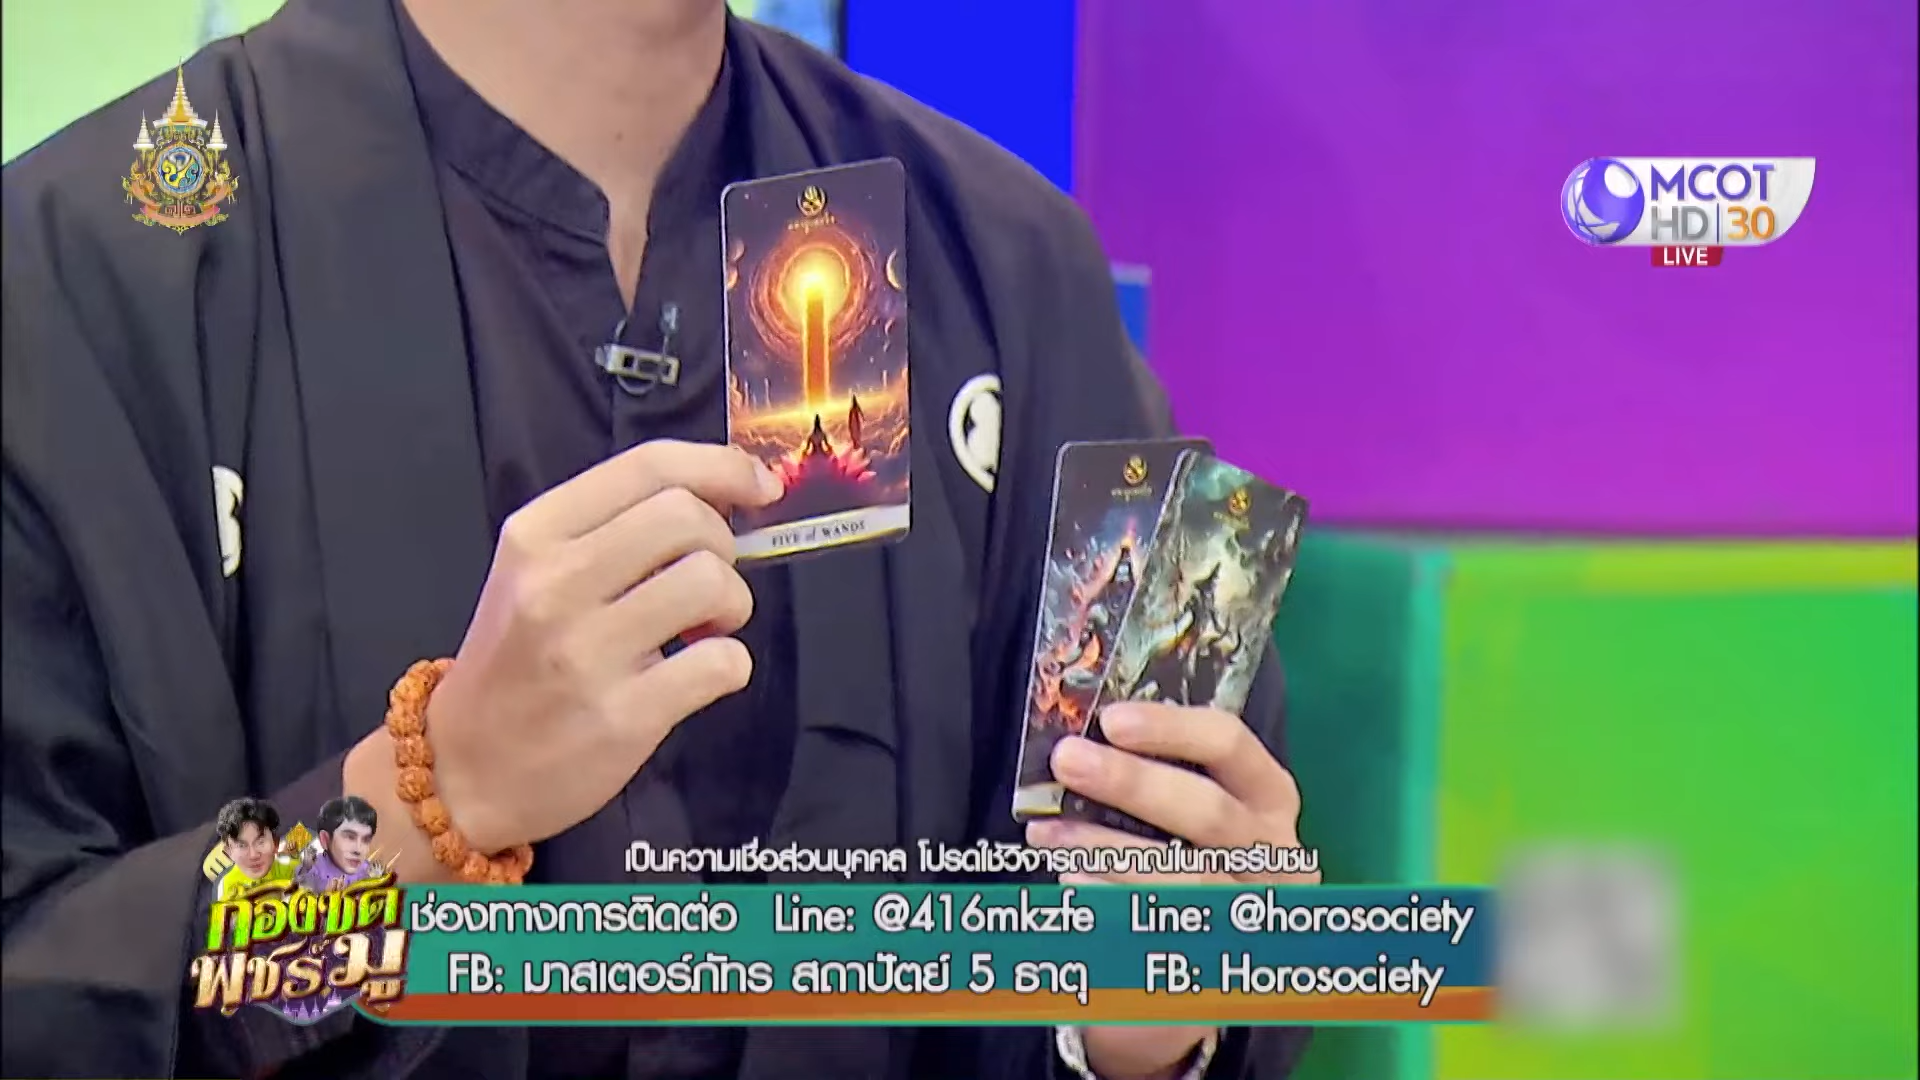 MCOT
HD 30
LIVE
FIVE of WANDS
เป็นความเชื่อส่วนบุคคล โปรดใช้วิจารณญาณในการรับชม
ก้องชัด
พชร์มู
ช่องทางการติดต่อ Line: @416mkzfe Line: @horosociety
FB: มาสเตอร์ภัทร สถาปัตย์ 5 ธาตุ FB: Horosociety